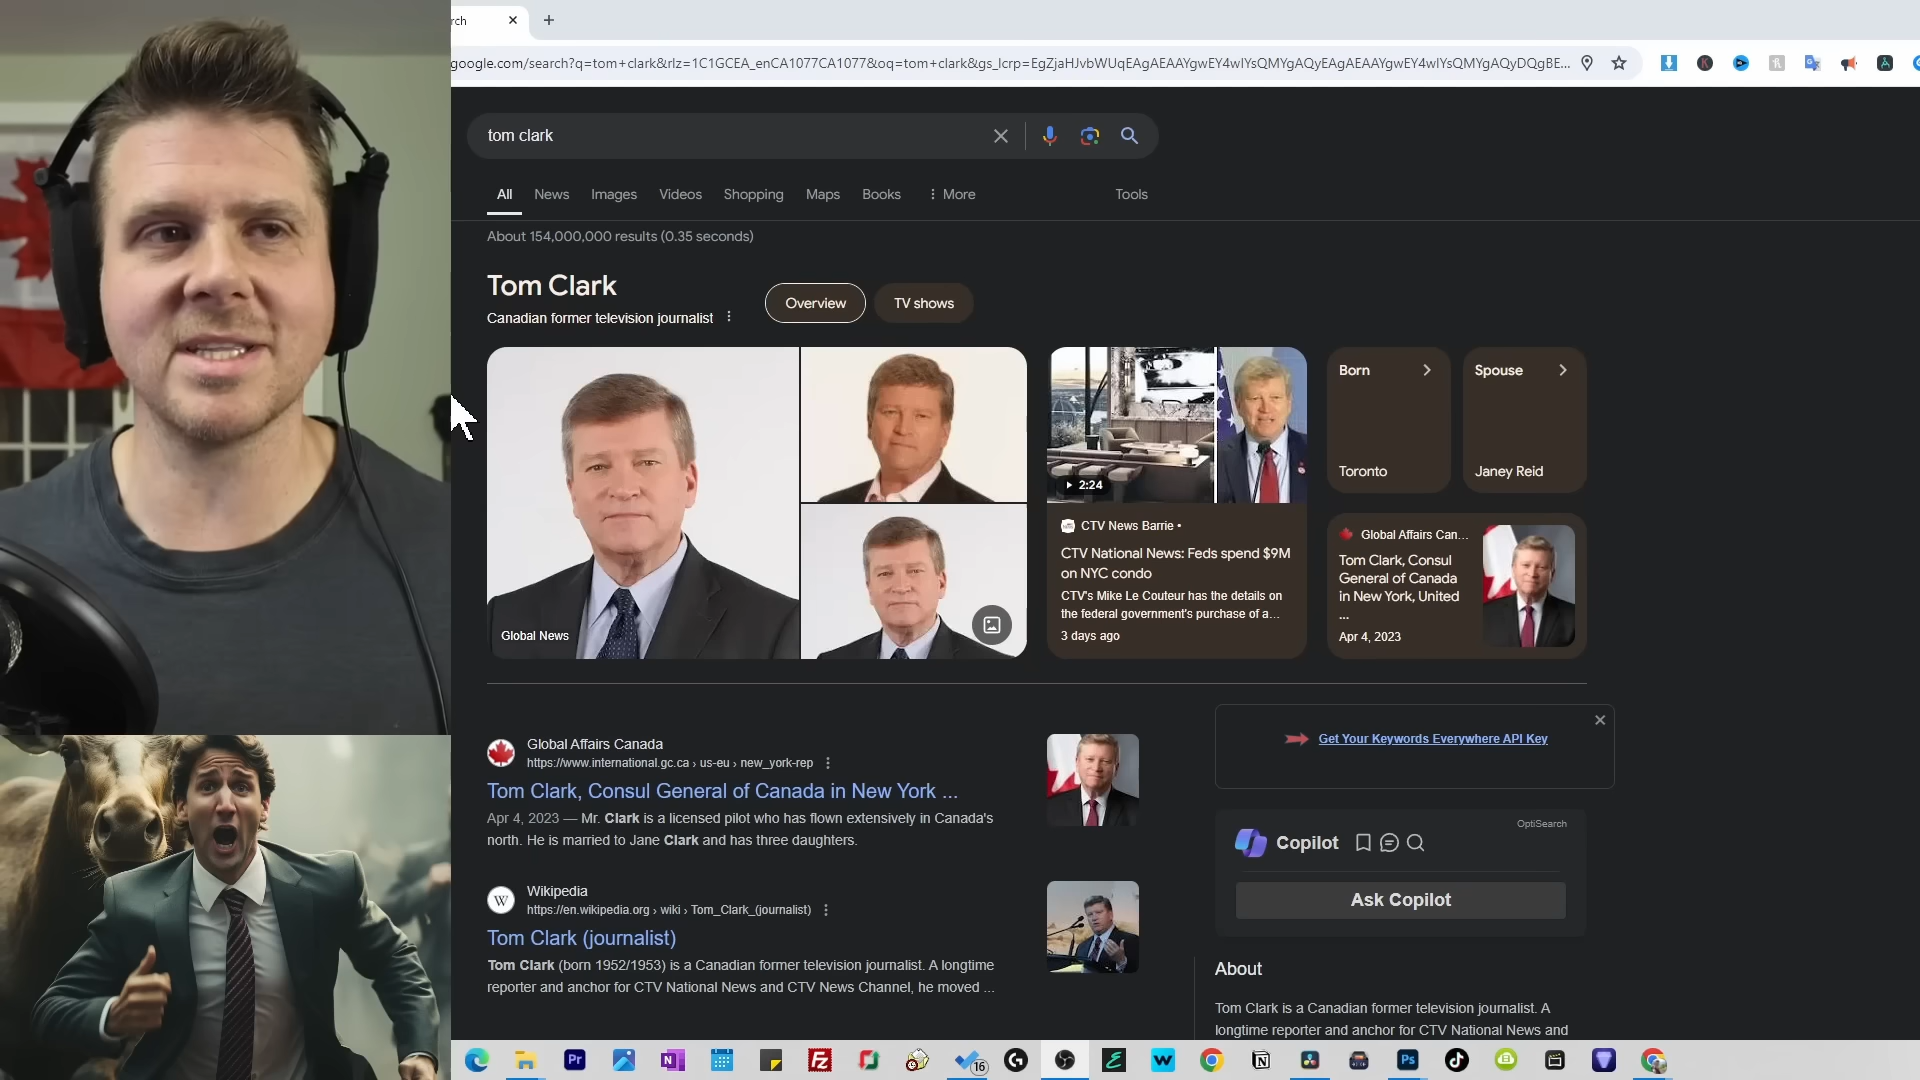 rch
google.com/search?q=tom+clark&rlz=1C1GCEA_enCA1077CA1077&oq=tom+clark&gs_lcrp=EgZjaHJvbWUqEAgAEAAYgwEY4wIYsQMYgAQyEAgAEAAYgwEY4wIYsQMYgAQyDQgBE...
tom clark
All News Images Videos Shopping Maps Books More Tools
About 154,000,000 results (0.35 seconds)
Tom Clark
Canadian former television journalist
Overview
TV shows
Global News
2:24
CTV News Barrie •
CTV National News: Feds spend $9M
on NYC condo
CTV's Mike Le Couteur has the details on
the federal government's purchase of a...
3 days ago
Born
Toronto
Spouse
Janey Reid
Global Affairs Can...
Tom Clark, Consul
General of Canada
in New York, United
...
Apr 4, 2023
Global Affairs Canada
https://www.international.gc.ca › us-eu › new_york-rep
Tom Clark, Consul General of Canada in New York ...
Apr 4, 2023 — Mr. Clark is a licensed pilot who has flown extensively in Canada's
north. He is married to Jane Clark and has three daughters.
W
Wikipedia
https://en.wikipedia.org › wiki › Tom_Clark_(journalist)
Tom Clark (journalist)
Tom Clark (born 1952/1953) is a Canadian former television journalist. A longtime
reporter and anchor for CTV National News and CTV News Channel, he moved ...
Get Your Keywords Everywhere API Key
OptiSearch
Copilot
Ask Copilot
About
Tom Clark is a Canadian former television journalist. A
longtime reporter and anchor for CTV National News and
Pr
N
Fz
16
G
E
W
N
Ps